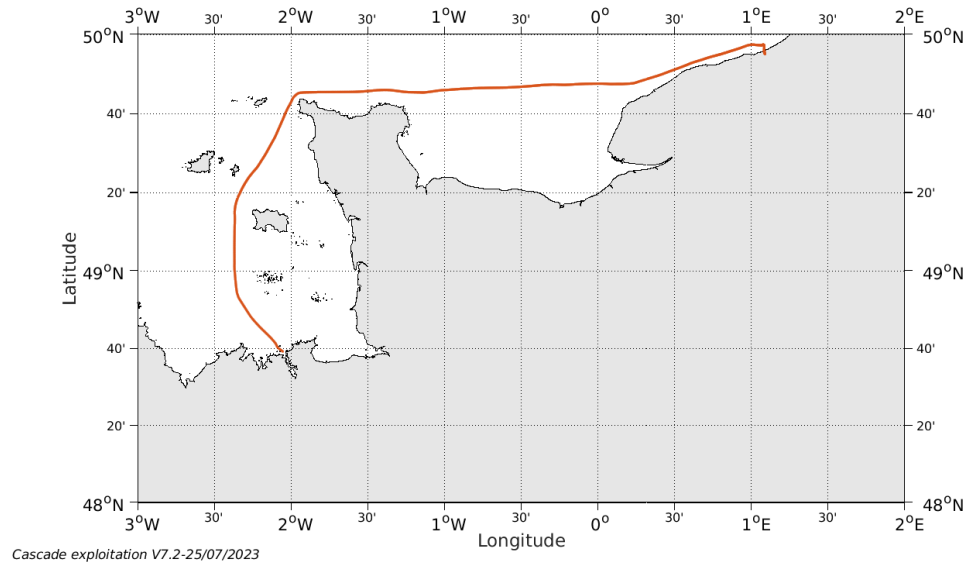 3°W 30' 2°W 30' 1°W 30' 0° 30' 1°E 30' 2°E
50°N 50°N
40' 40'
20' 20'
49°N 49°N
40' 40'
20' 20'
48°N 48°N
3°W 30' 2°W 30' 1°W 30' 0° 30' 1°E 30' 2°E
Latitude
Longitude
Cascade exploitation V7.2-25/07/2023